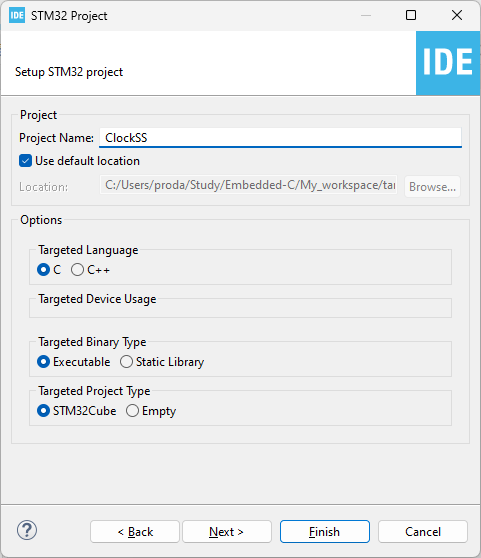 STM32 Project
IDE
Setup STM32 project
Project
Project Name: ClockSS
Use default location
Location: C:/Users/proda/Study/Embedded-C/My_workspace/tar Browse...
Options
Targeted Language
C C++
Targeted Device Usage
Targeted Binary Type
Executable Static Library
Targeted Project Type
STM32Cube Empty
? < Back Next > Finish Cancel